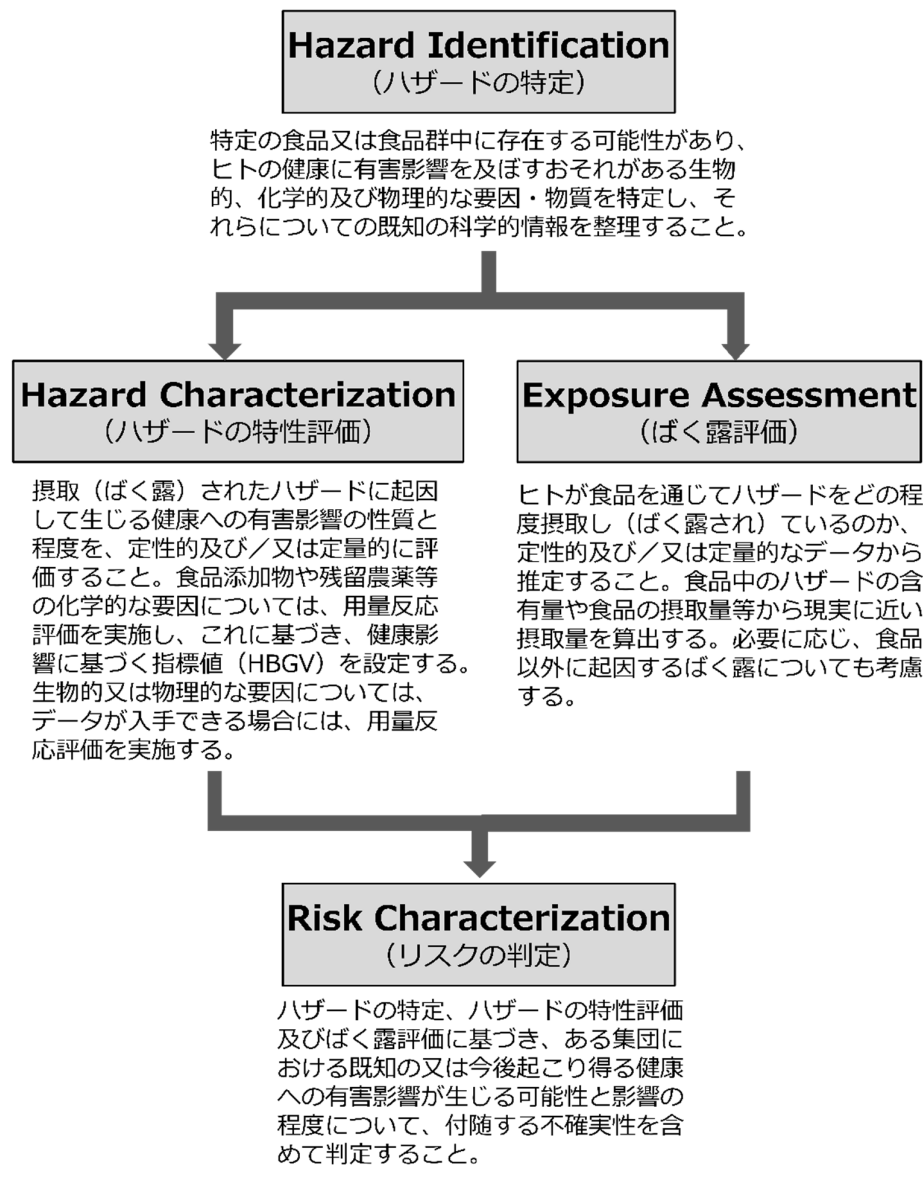 Hazard Identification
（ハザードの特定）
特定の食品又は食品群中に存在する可能性があり、
ヒトの健康に有害影響を及ぼすおそれがある生物
的、化学的及び物理的な要因・物質を特定し、そ
れらについての既知の科学的情報を整理すること。
Hazard Characterization
（ハザードの特性評価）
摂取（ばく露）されたハザードに起因
して生じる健康への有害影響の性質と
程度を、定性的及び／又は定量的に評
価すること。食品添加物や残留農薬等
の化学的な要因については、用量反応
評価を実施し、これに基づき、健康影
響に基づく指標値（HBGV）を設定する。
生物的又は物理的な要因については、
データが入手できる場合には、用量反
応評価を実施する。
Exposure Assessment
（ばく露評価）
ヒトが食品を通じてハザードをどの程
度摂取し（ばく露され）ているのか、
定性的及び／又は定量的なデータから
推定すること。食品中のハザードの含
有量や食品の摂取量等から現実に近い
摂取量を算出する。必要に応じ、食品
以外に起因するばく露についても考慮
する。
Risk Characterization
（リスクの判定）
ハザードの特定、ハザードの特性評価
及びばく露評価に基づき、ある集団に
おける既知の又は今後起こり得る健康
への有害影響が生じる可能性と影響の
程度について、付随する不確実性を含
めて判定すること。